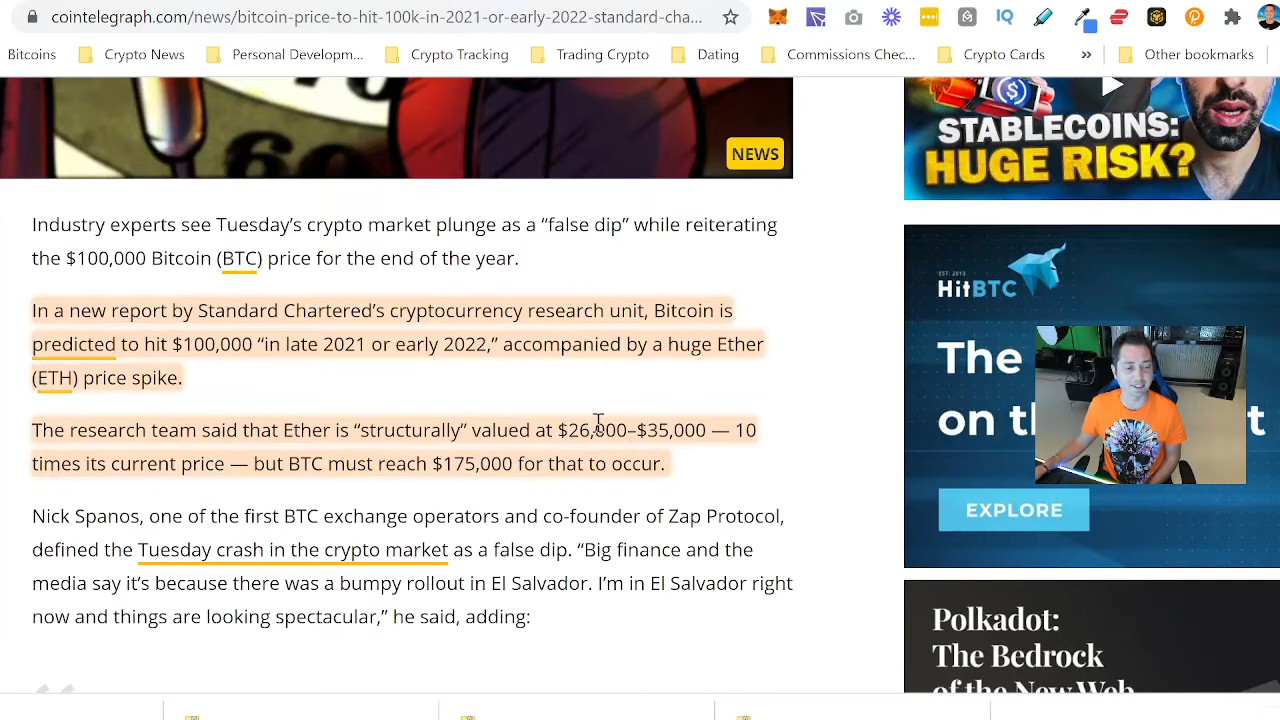 cointelegraph.com/news/bitcoin-price-to-hit-100k-in-2021-or-early-2022-standard-cha...
IQ
Bitcoins
Crypto News
Personal Developm...
Crypto Tracking
Trading Crypto
Dating
Commissions Chec...
Crypto Cards
»
Other bookmarks
NEWS
Industry experts see Tuesday’s crypto market plunge as a “false dip” while reiterating
the $100,000 Bitcoin (BTC) price for the end of the year.
In a new report by Standard Chartered’s cryptocurrency research unit, Bitcoin is
predicted to hit $100,000 “in late 2021 or early 2022,” accompanied by a huge Ether
(ETH) price spike.
The research team said that Ether is “structurally” valued at $26,000–$35,000 — 10
times its current price — but BTC must reach $175,000 for that to occur.
Nick Spanos, one of the first BTC exchange operators and co-founder of Zap Protocol,
defined the Tuesday crash in the crypto market as a false dip. “Big finance and the
media say it’s because there was a bumpy rollout in El Salvador. I’m in El Salvador right
now and things are looking spectacular,” he said, adding:
STABLECOINS:
HUGE RISK?
EST: 2013
HitBTC
The
on t
t
EXPLORE
Polkadot:
The Bedrock
of the New Web